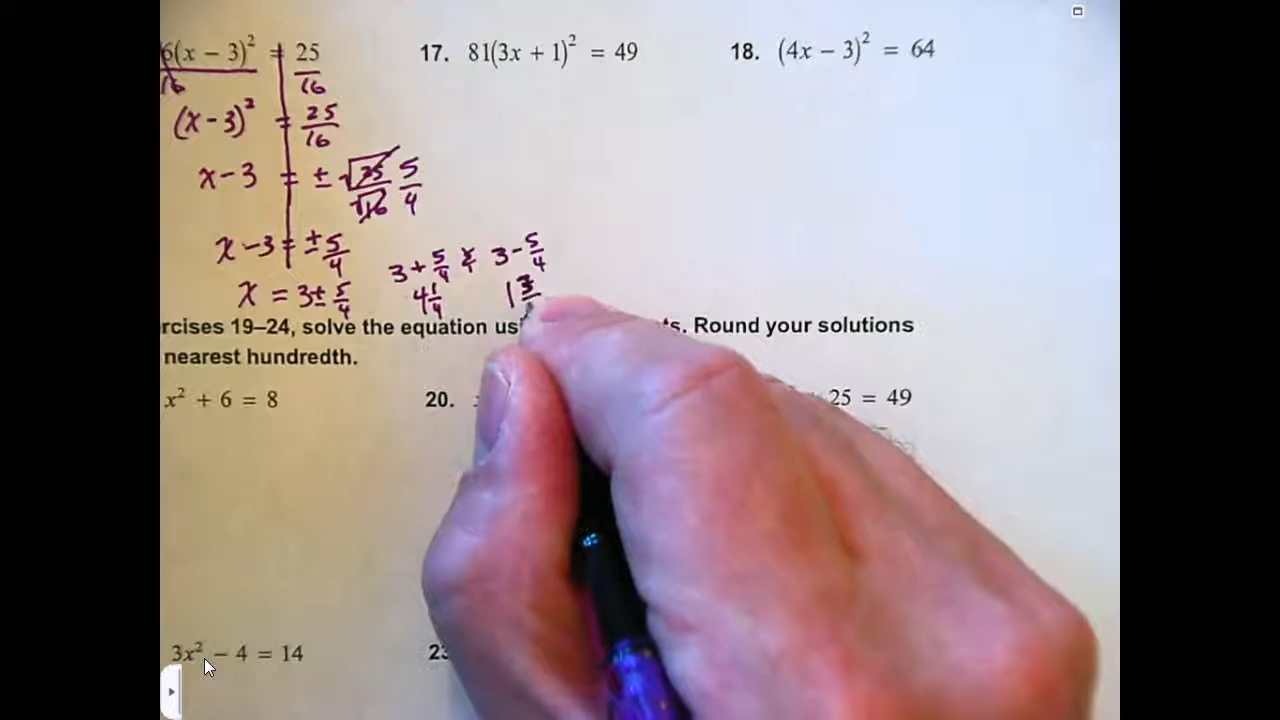 6(x − 3)² = 25
16 16
(x - 3)² = 25/16
x - 3 = ± √25/√16 5/4
x - 3 = ± 5/4
x = 3 ± 5/4
3 + 5/4 & 3 - 5/4
4 1/4 1 3
17. 81(3x + 1)² = 49
18. (4x − 3)² = 64
rcises 19–24, solve the equation usi s. Round your solutions
nearest hundredth.
x² + 6 = 8
20.
25 = 49
3x² − 4 = 14
23